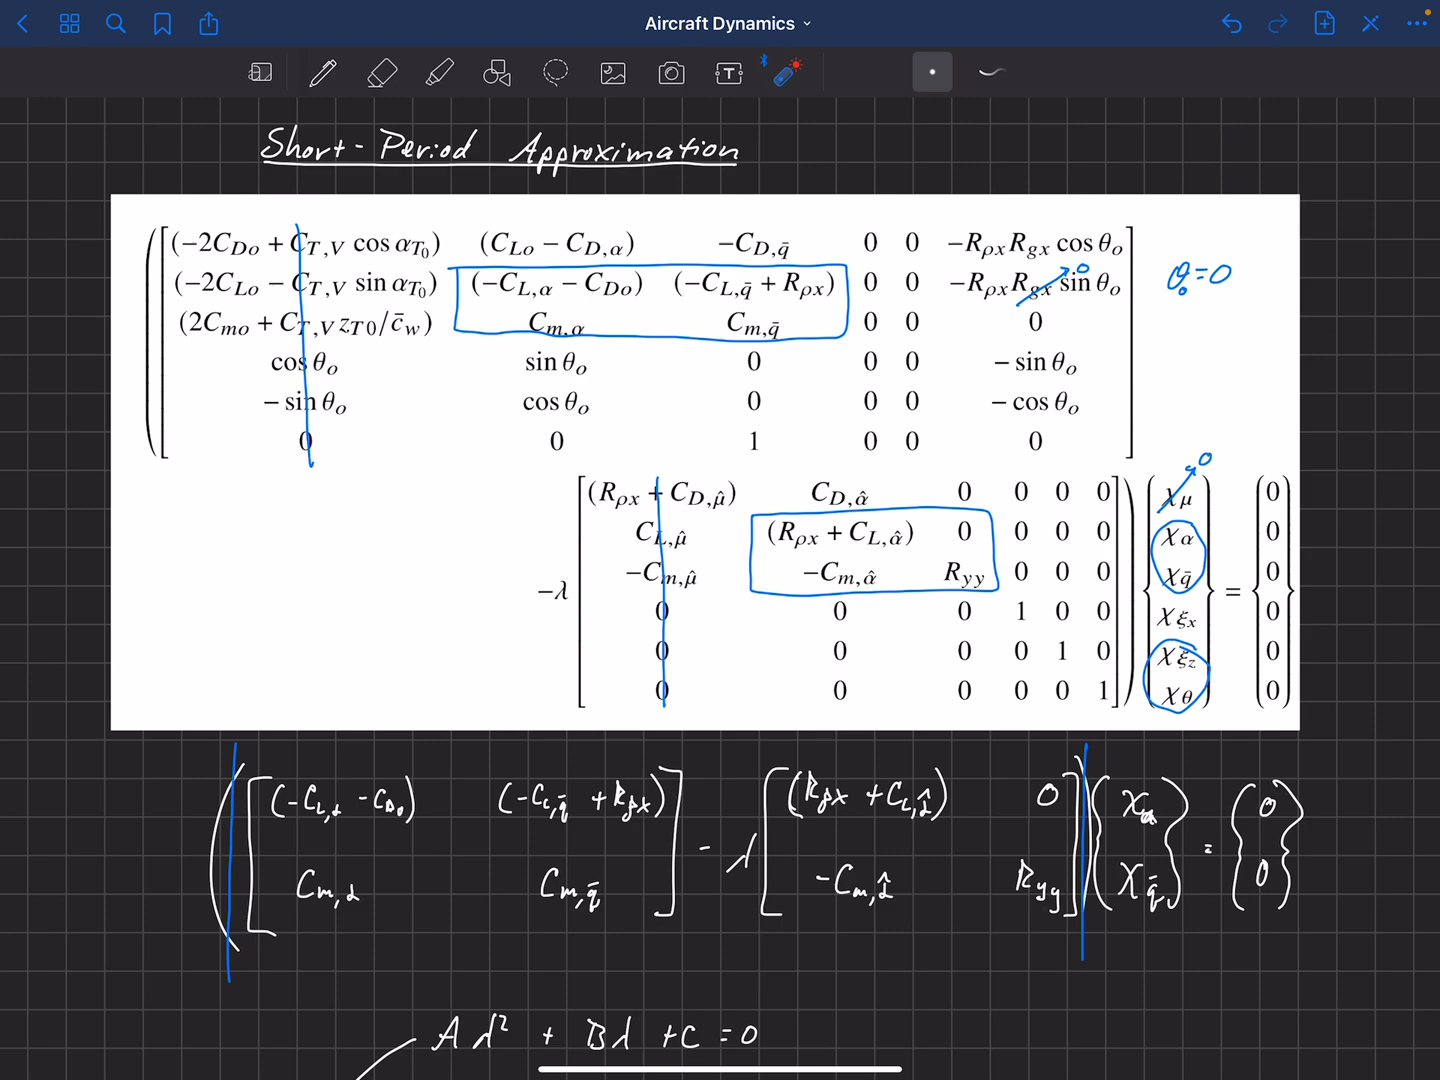 Aircraft Dynamics
Short-Period Approximation
(−2C_Do + C_T,V cos α_T0) (C_Lo − C_D,α) −C_D,q̄ 0 0 −R_ρx R_gx cos θ_o
(−2C_Lo − C_T,V sin α_T0) (−C_L,α − C_Do) (−C_L,q̄ + R_ρx) 0 0 −R_ρx R_gx sin θ_o 0 θ_o = 0
(2C_mo + C_T,V z_T0/c̄_w) C_m,α C_m,q̄ 0 0 0
cos θ_o sin θ_o 0 0 0 − sin θ_o
− sin θ_o cos θ_o 0 0 0 − cos θ_o
0 0 1 0 0 0
0
(R_ρx + C_D,μ̂) C_D,α̂ 0 0 0 0 χ_μ 0
C_L,μ̂ (R_ρx + C_L,α̂) 0 0 0 0 χ_α 0
−C_m,μ̂ −C_m,α̂ R_yy 0 0 0 χ_q̄ 0
−λ =
0 0 0 1 0 0 χ_ξx 0
0 0 0 0 1 0 χ_ξz 0
0 0 0 0 0 1 χ_θ 0
([(-C_L,α - C_Do) (-C_L,q̄ + R_ρx)] - λ[(R_ρx + C_L,α̂) 0]) {χ_α} = {0}
C_m,α C_m,q̄ -C_m,α̂ R_yy χ_q̄ 0
Aλ² + Bλ + C = 0